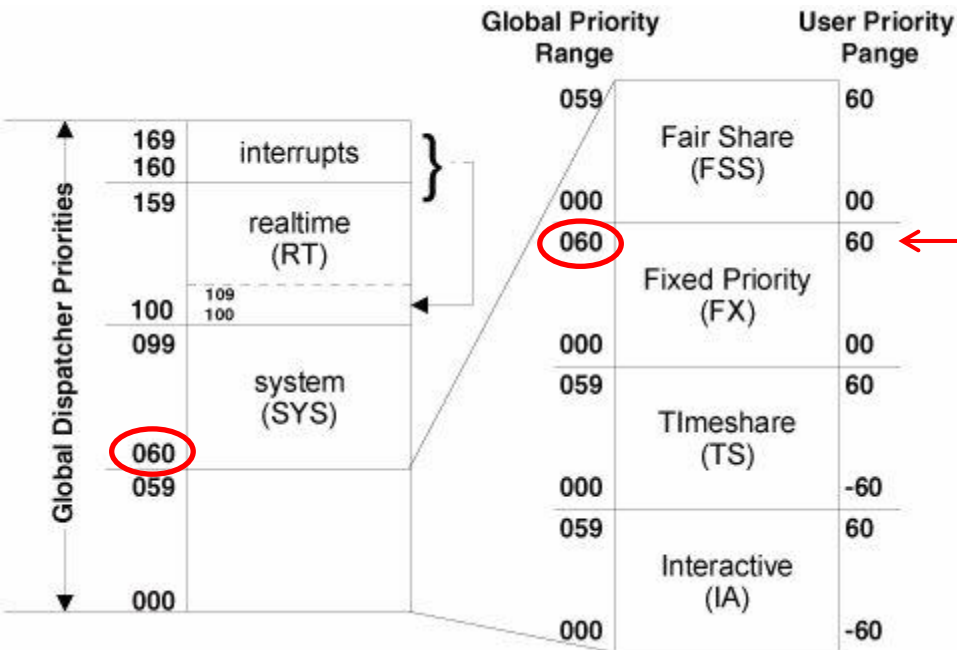 Global Priority
Range
User Priority
Pange
Global Dispatcher Priorities
169
160
interrupts
}
159
realtime
(RT)
109
100
100
099
system
(SYS)
060
059
000
059
60
Fair Share
(FSS)
000
00
060
60
Fixed Priority
(FX)
000
00
059
60
TImeshare
(TS)
000
-60
059
60
Interactive
(IA)
000
-60